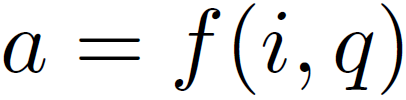 a = f(i, q)